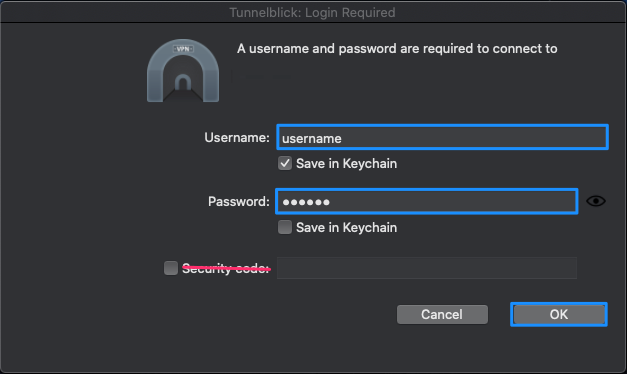 Tunnelblick: Login Required
VPN
A username and password are required to connect to
Username: username
Save in Keychain
Password: ••••••
Save in Keychain
Security code:
Cancel OK